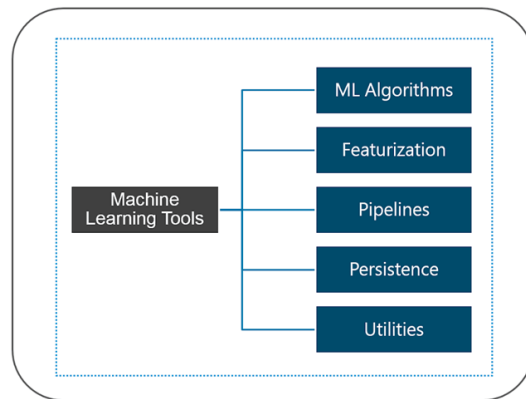 ML Algorithms
Featurization
Machine
Learning Tools
Pipelines
Persistence
Utilities